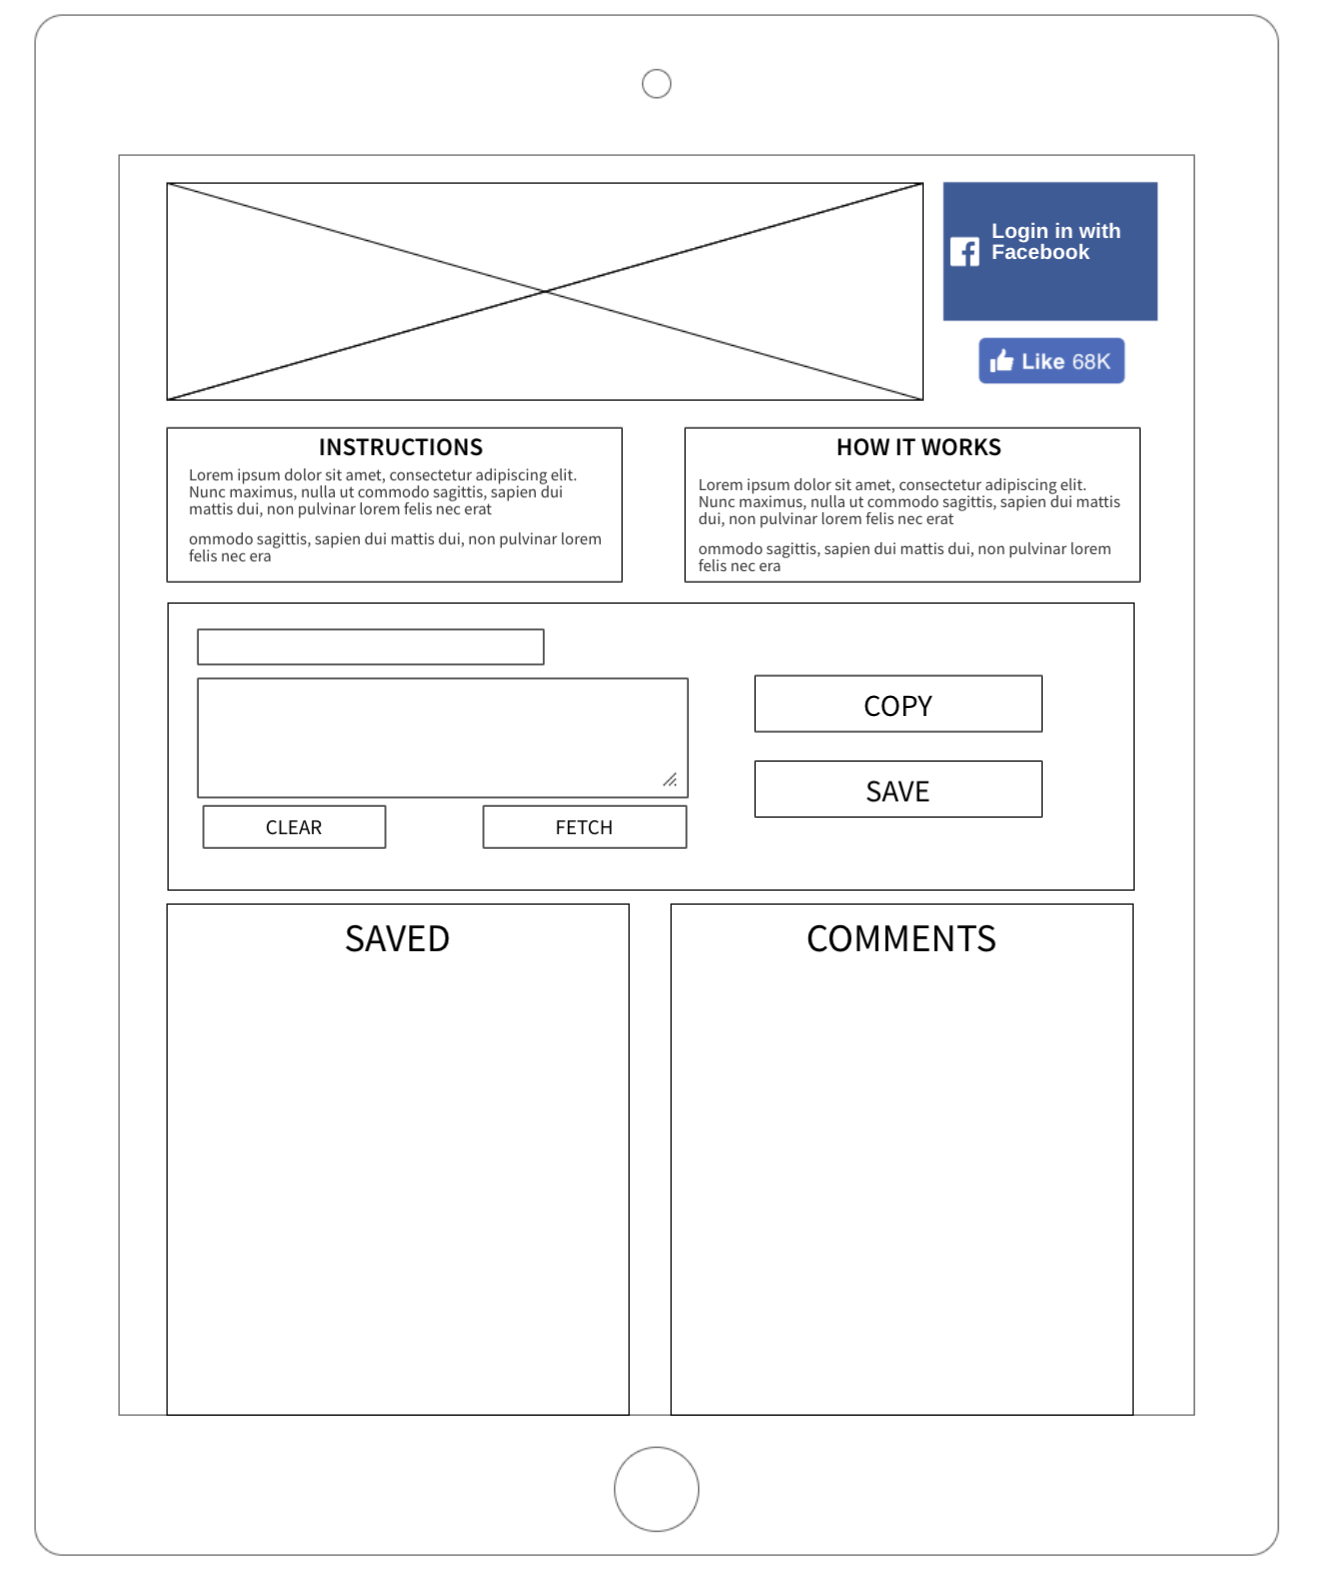 Login in with
Facebook
Like 68K
INSTRUCTIONS
Lorem ipsum dolor sit amet, consectetur adipiscing elit.
Nunc maximus, nulla ut commodo sagittis, sapien dui
mattis dui, non pulvinar lorem felis nec erat
ommodo sagittis, sapien dui mattis dui, non pulvinar lorem
felis nec era
HOW IT WORKS
Lorem ipsum dolor sit amet, consectetur adipiscing elit.
Nunc maximus, nulla ut commodo sagittis, sapien dui mattis
dui, non pulvinar lorem felis nec erat
ommodo sagittis, sapien dui mattis dui, non pulvinar lorem
felis nec era
COPY
SAVE
CLEAR
FETCH
SAVED
COMMENTS